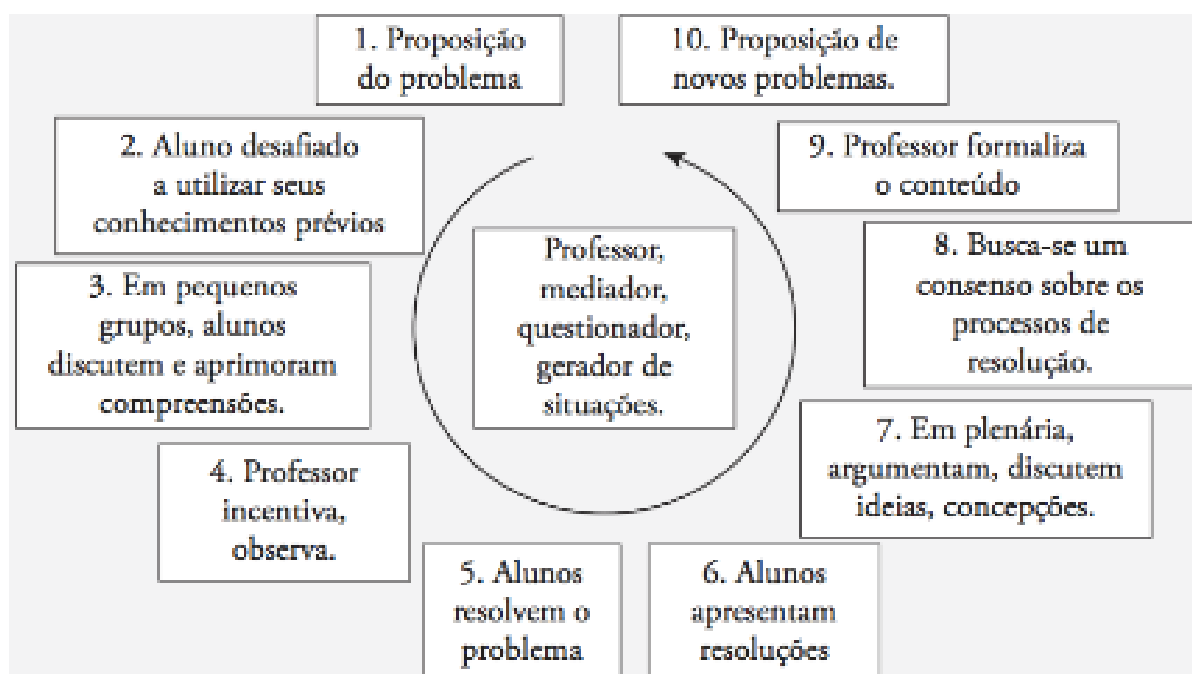 1. Proposição
do problema
2. Aluno desafiado
a utilizar seus
conhecimentos prévios
3. Em pequenos
grupos, alunos
discutem e aprimoram
compreensões.
4. Professor
incentiva,
observa.
5. Alunos
resolvem o
problema
6. Alunos
apresentam
resoluções
7. Em plenária,
argumentam, discutem
ideias, concepções.
8. Busca-se um
consenso sobre os
processos de
resolução.
9. Professor formaliza
o conteúdo
10. Proposição de
novos problemas.
Professor,
mediador,
questionador,
gerador de
situações.